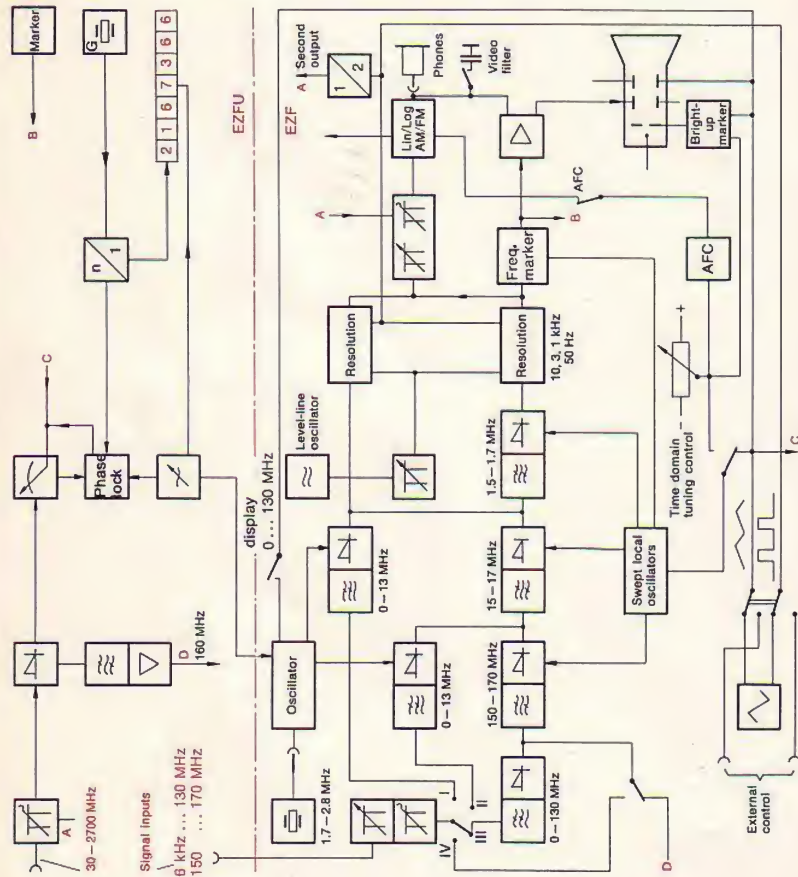 Marker
B
G
2 1 6 7 3 6 6
n
1
C
Phase
lock
D
160 MHz
A
30–2700 MHz
Signal inputs
6 kHz ... 130 MHz
150 ... 170 MHz
EZFU
EZF
display
0 ... 130 MHz
Second
output
A
1
2
Phones
Video
filter
Lin/Log
AM/FM
A
Bright-
up
marker
AFC
B
Freq.
marker
AFC
Resolution
Resolution
10, 3, 1 kHz
50 Hz
Level-line
oscillator
1.5–1.7 MHz
Time domain
tuning control
– +
0–13 MHz
15–17 MHz
Swept local
oscillators
C
Oscillator
0–13 MHz
150–170 MHz
1.7–2.8 MHz
I
II
III
IV
0–130 MHz
D
External
control